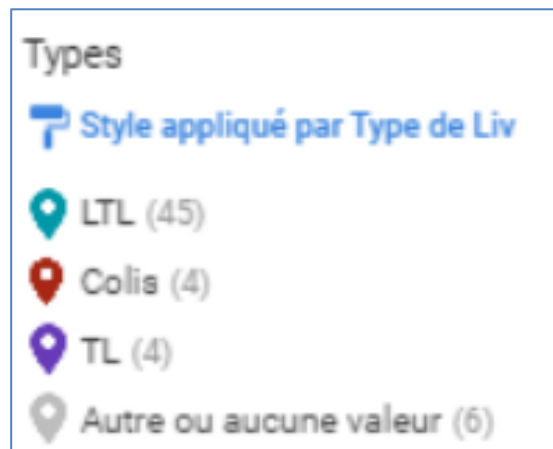 Types
Style appliqué par Type de Liv
LTL (45)
Colis (4)
TL (4)
Autre ou aucune valeur (6)